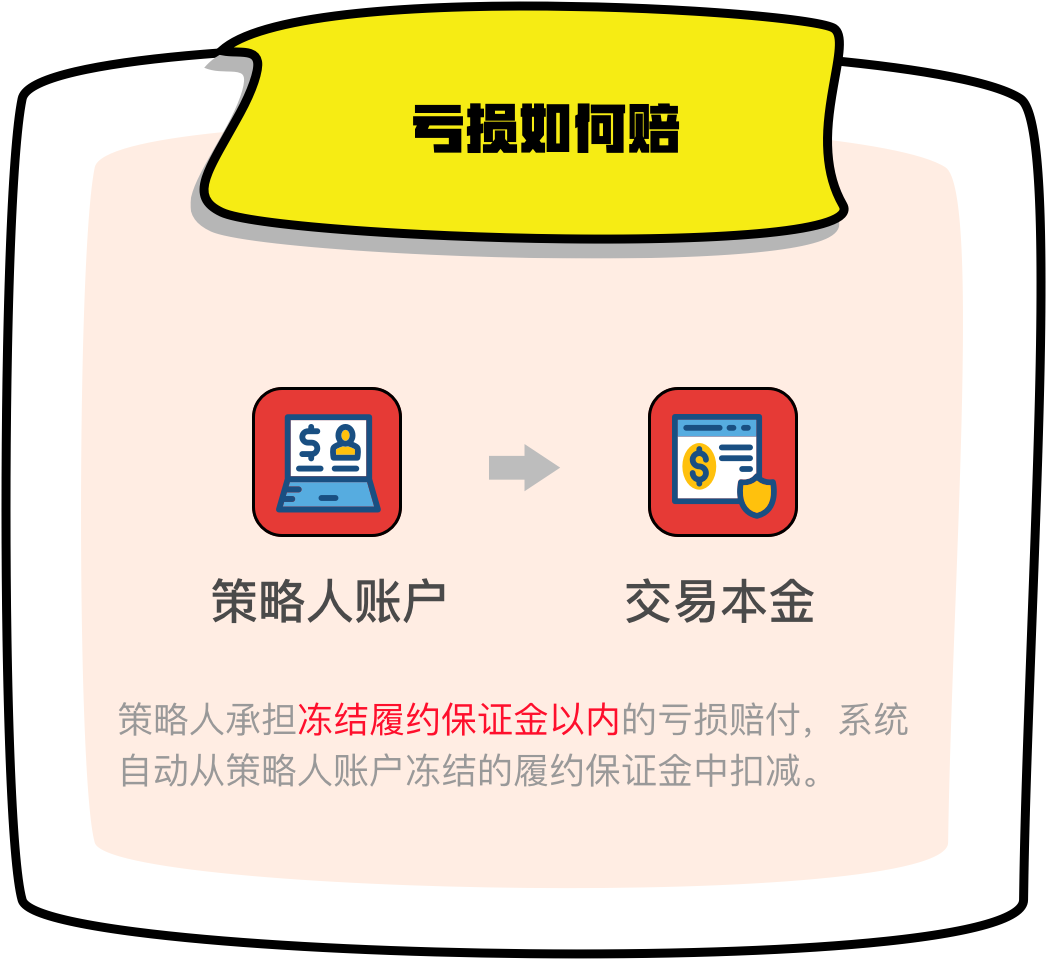 亏损如何赔
策略人账户
交易本金
策略人承担冻结履约保证金以内的亏损赔付，系统
自动从策略人账户冻结的履约保证金中扣减。